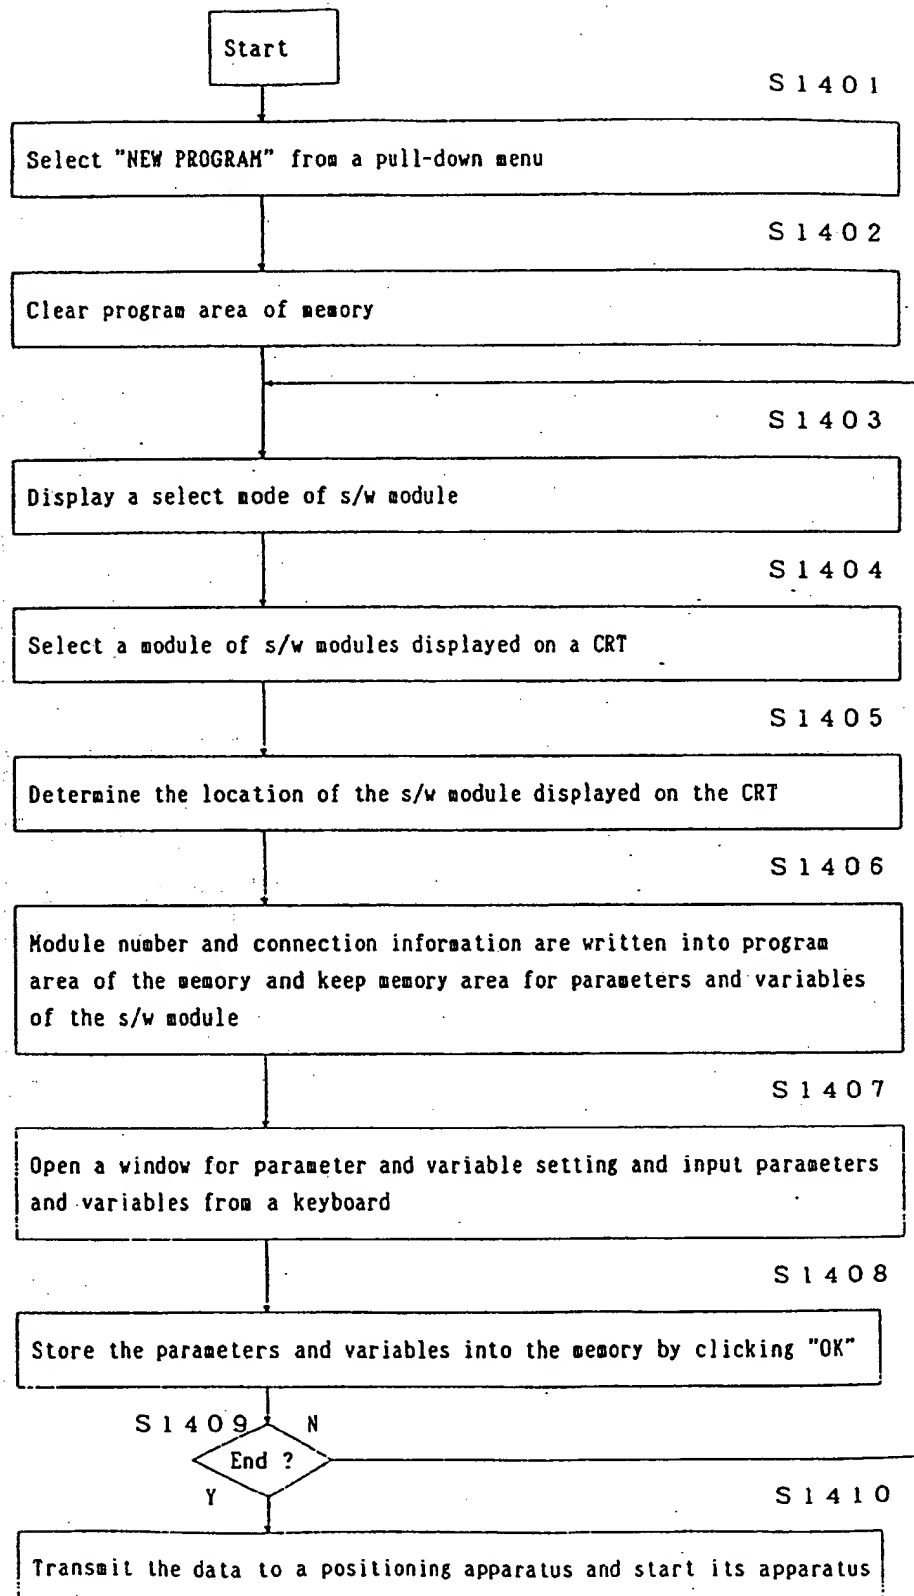 Start
S1401
Select "NEW PROGRAM" from a pull-down menu
S1402
Clear program area of memory
S1403
Display a select mode of s/w module
S1404
Select a module of s/w modules displayed on a CRT
S1405
Determine the location of the s/w module displayed on the CRT
S1406
Module number and connection information are written into program
area of the memory and keep memory area for parameters and variables
of the s/w module
S1407
Open a window for parameter and variable setting and input parameters
and variables from a keyboard
S1408
Store the parameters and variables into the memory by clicking "OK"
S1409 N
End ?
Y S1410
Transmit the data to a positioning apparatus and start its apparatus